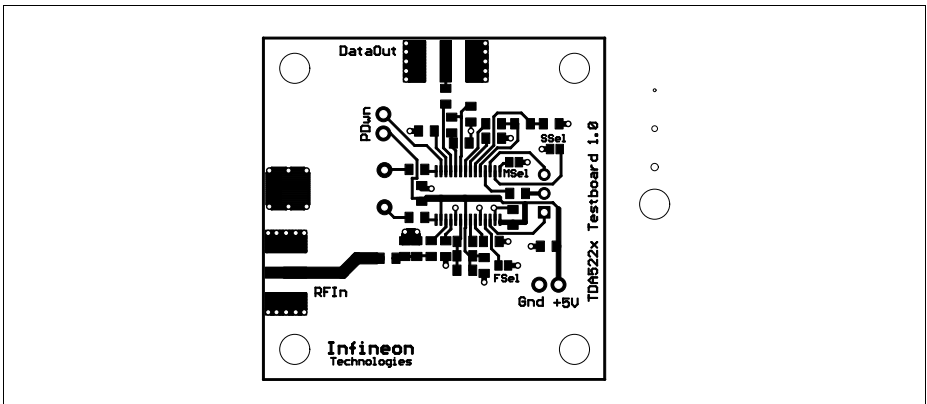 DataOut
PDwn
SSel
MSel
TDA522x Testboard 1.0
FSel
RFIn
Gnd +5V
Infineon
Technologies